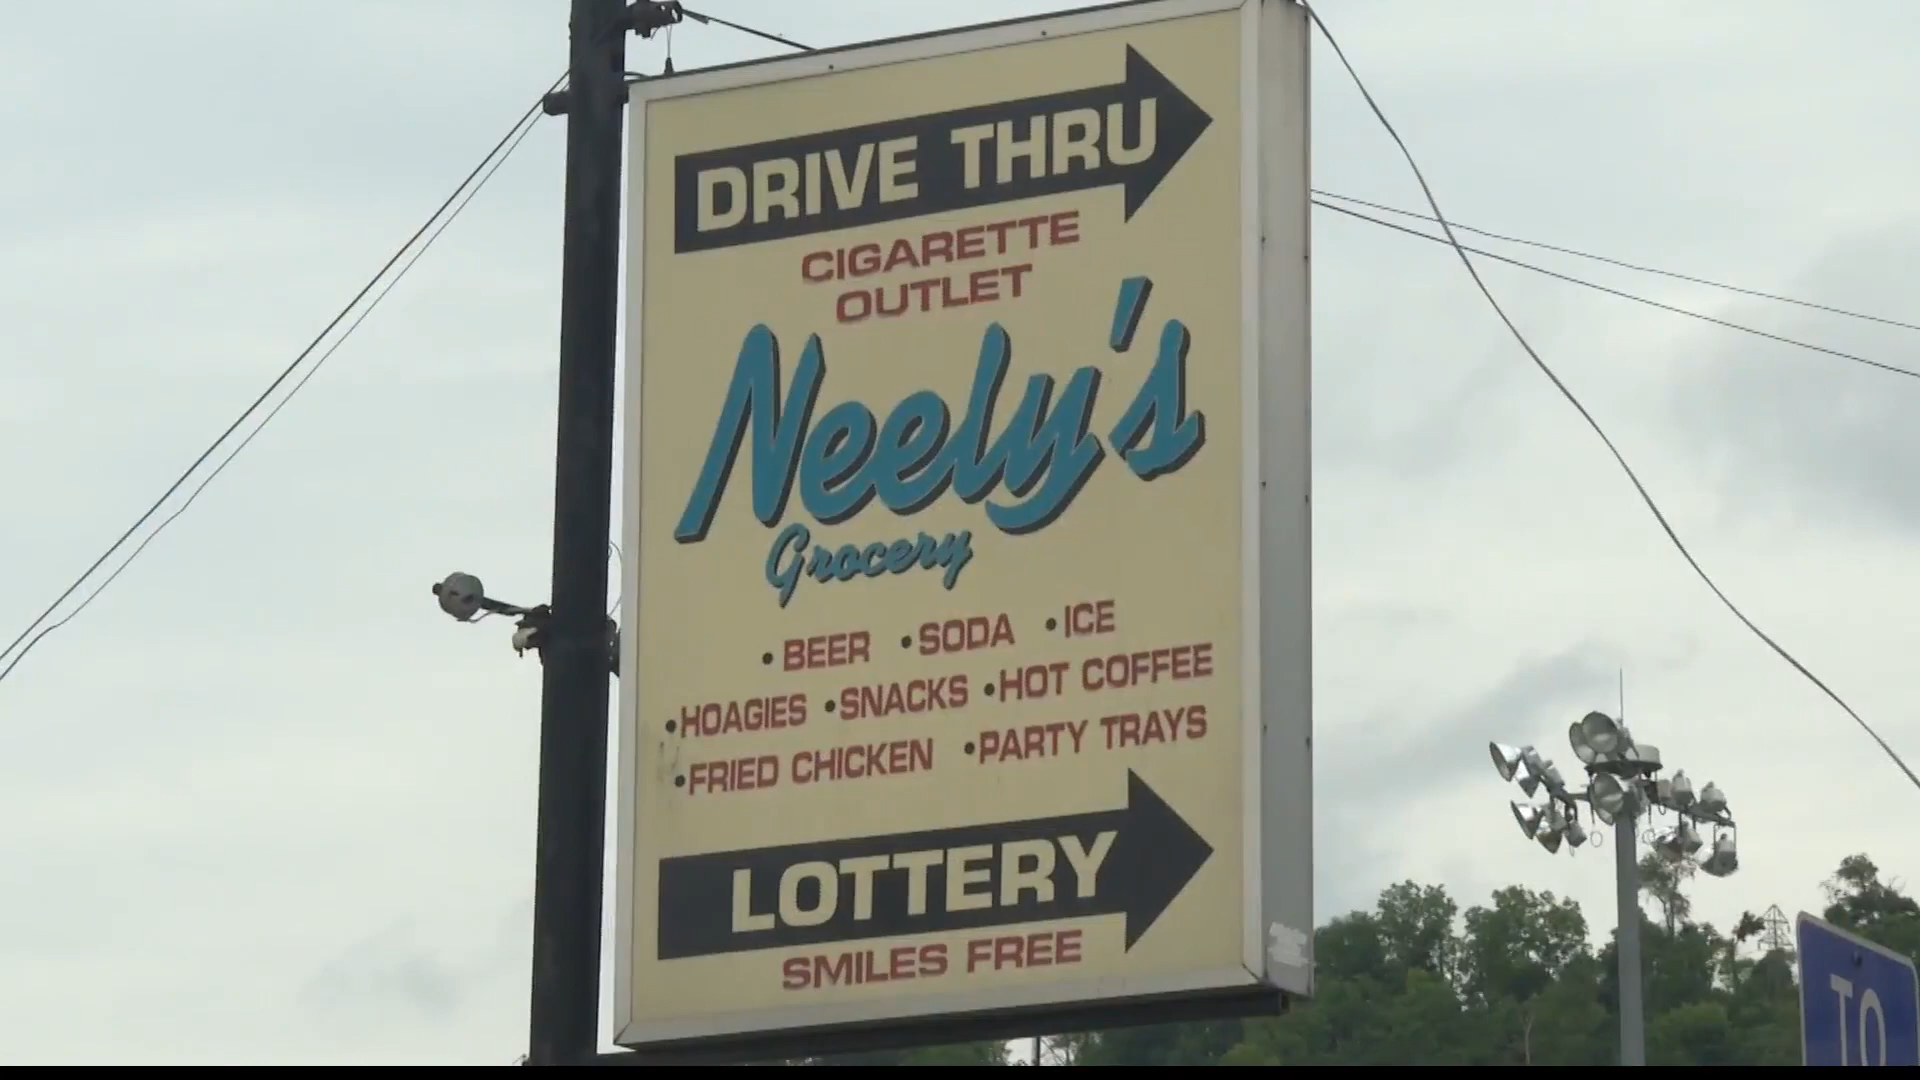 DRIVE THRU
CIGARETTE
OUTLET
Neely's
Grocery
• BEER • SODA • ICE
• HOAGIES • SNACKS • HOT COFFEE
• FRIED CHICKEN • PARTY TRAYS
LOTTERY
SMILES FREE
TO